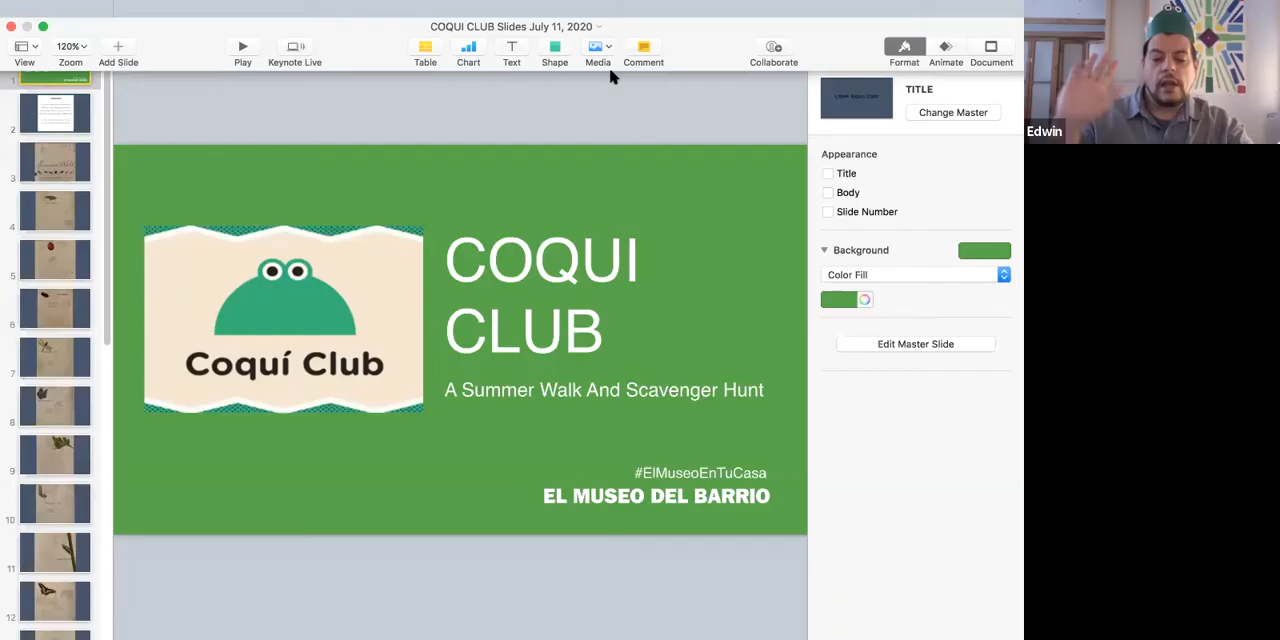 COQUI CLUB Slides July 11, 2020
120%
View
Zoom
Add Slide
Play
Keynote Live
Table
Chart
Text
Shape
Media
Comment
Collaborate
Format
Animate
Document
1
2
3
4
5
6
7
8
9
10
11
12
COQUI
CLUB
Coquí Club
A Summer Walk And Scavenger Hunt
#ElMuseoEnTuCasa
EL MUSEO DEL BARRIO
TITLE
Change Master
Appearance
Title
Body
Slide Number
Background
Color Fill
Edit Master Slide
Edwin